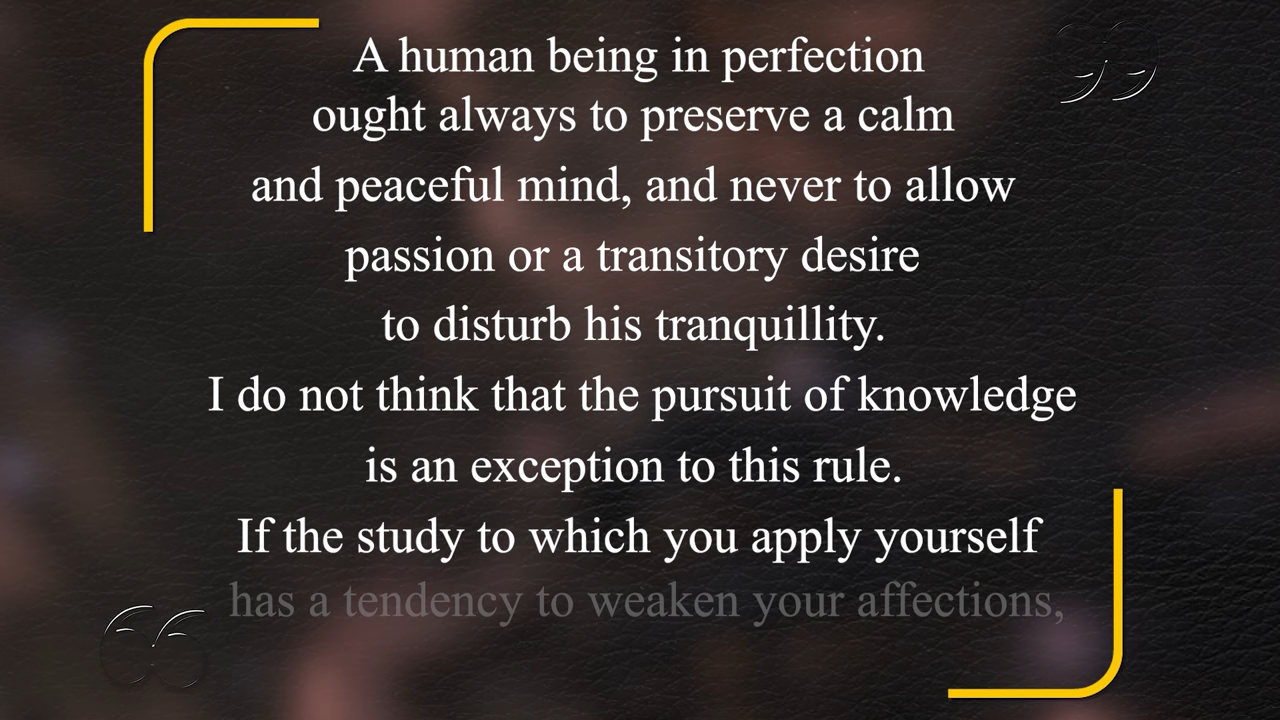 A human being in perfection
ought always to preserve a calm
and peaceful mind, and never to allow
passion or a transitory desire
to disturb his tranquillity.
I do not think that the pursuit of knowledge
is an exception to this rule.
If the study to which you apply yourself
has a tendency to weaken your affections,